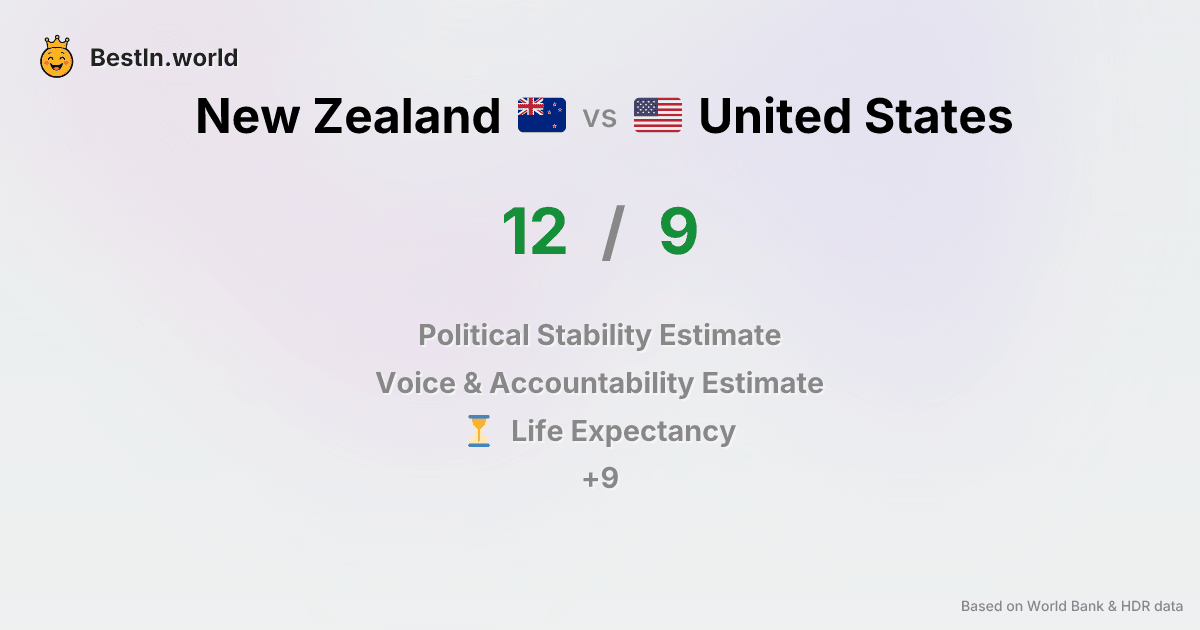 BestIn.world
New Zealand vs United States
12 / 9
Political Stability Estimate
Voice & Accountability Estimate
Life Expectancy
+9
Based on World Bank & HDR data